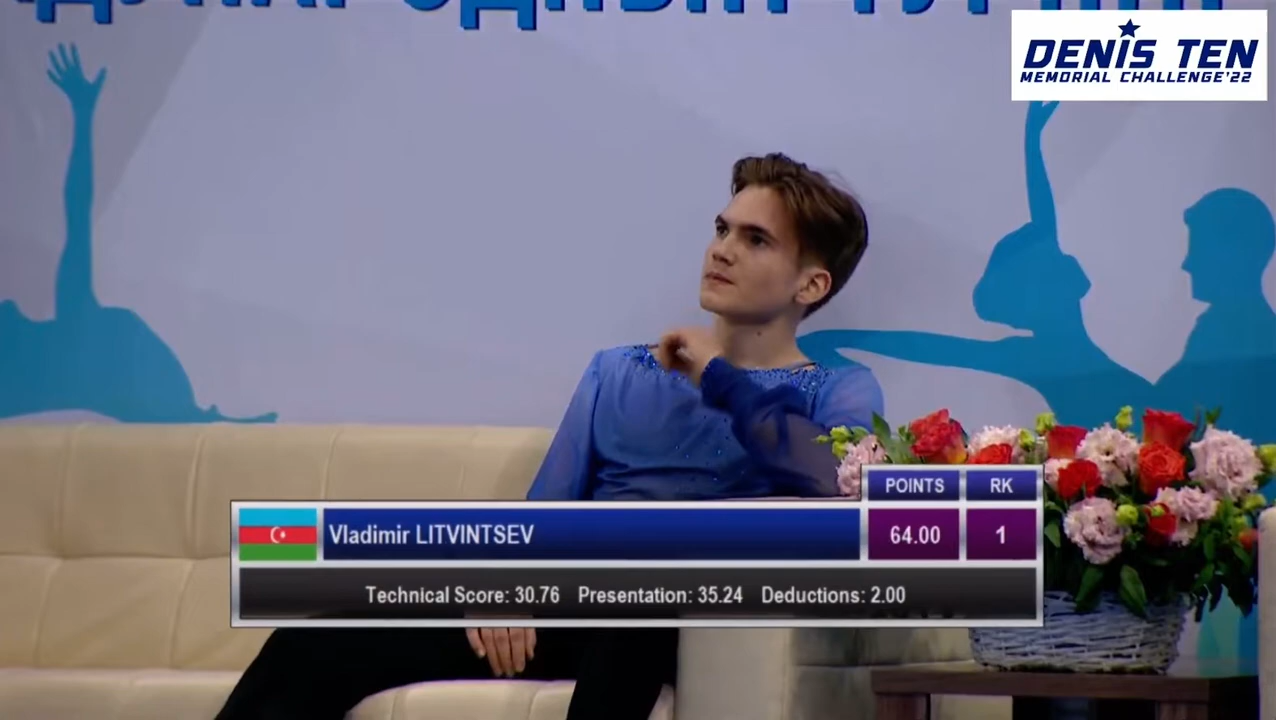 DENIS TEN
MEMORIAL CHALLENGE'22
POINTS RK
Vladimir LITVINTSEV 64.00 1
Technical Score: 30.76 Presentation: 35.24 Deductions: 2.00